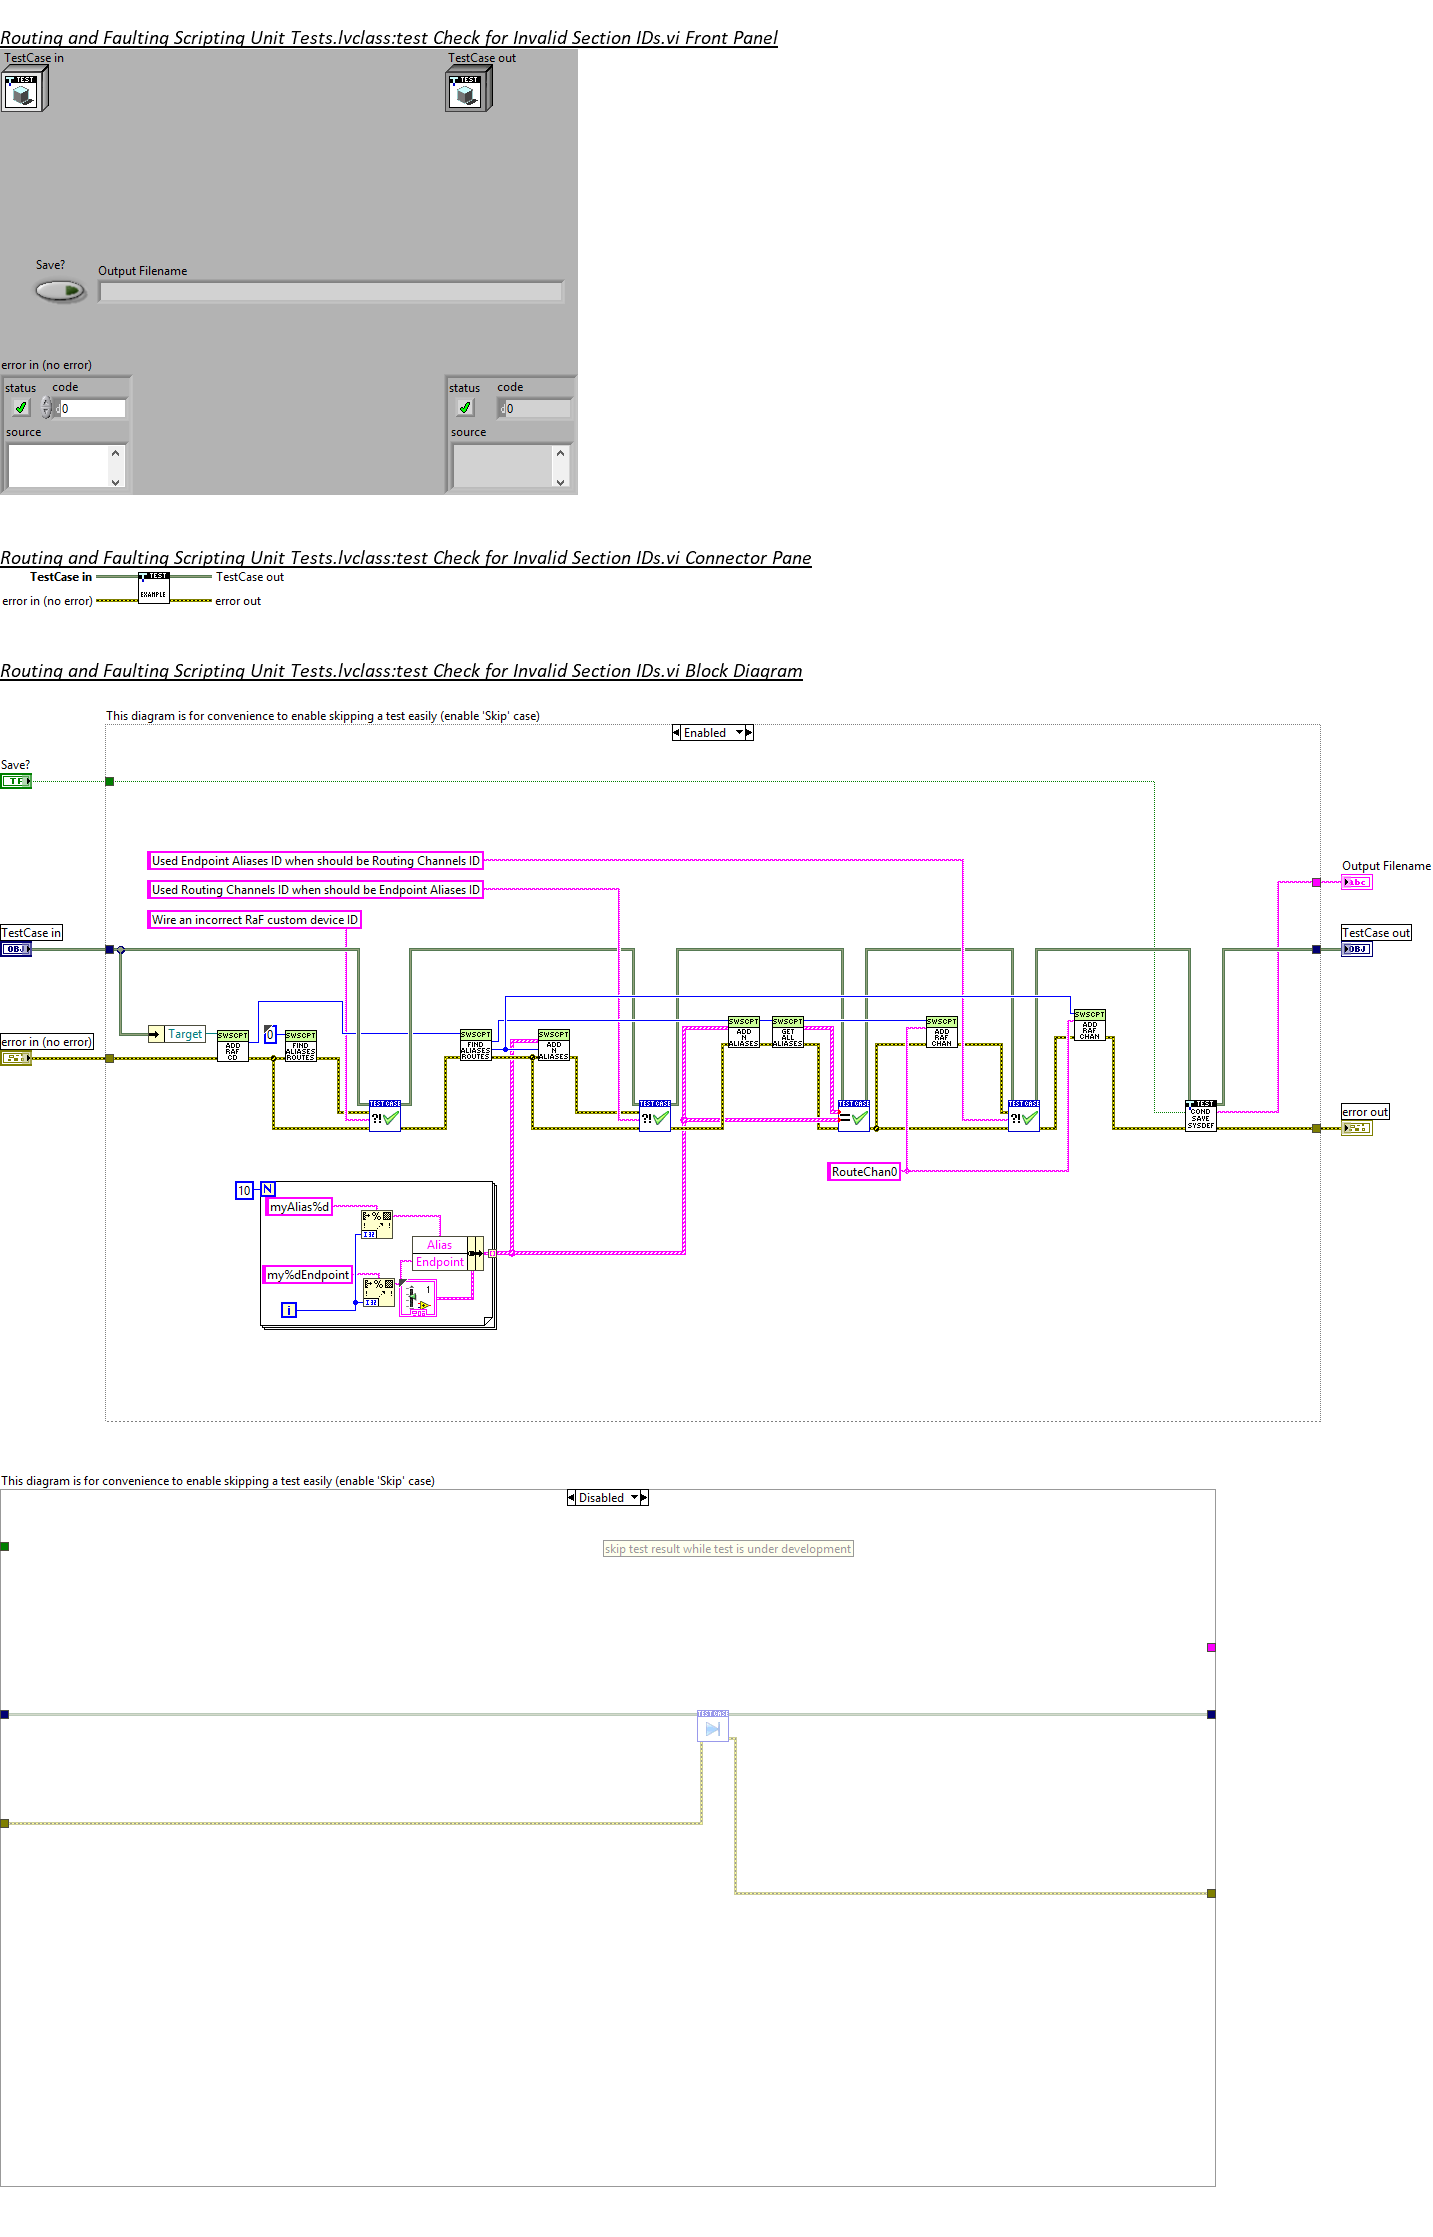 Routing and Faulting Scripting Unit Tests.lvclass:test Check for Invalid Section IDs.vi Front Panel
TestCase in
TestCase out
TEST
TEST
Save?
Output Filename
error in (no error)
status code
d0
source
status code
d0
source
Routing and Faulting Scripting Unit Tests.lvclass:test Check for Invalid Section IDs.vi Connector Pane
TestCase in
TEST
EXAMPLE
TestCase out
error in (no error)
error out
Routing and Faulting Scripting Unit Tests.lvclass:test Check for Invalid Section IDs.vi Block Diagram
This diagram is for convenience to enable skipping a test easily (enable 'Skip' case)
Enabled
Save?
TF
Used Endpoint Aliases ID when should be Routing Channels ID
Output Filename
abc
Used Routing Channels ID when should be Endpoint Aliases ID
Wire an incorrect RaF custom device ID
TestCase in
OBJ
TestCase out
OBJ
error in (no error)
Target
SWSCPT
ADD
RAF
CD
0
SWSCPT
FIND
ALIASES
ROUTES
TEST CASE
?!
SWSCPT
FIND
ALIASES
ROUTES
SWSCPT
ADD
N
ALIASES
TEST CASE
?!
SWSCPT
ADD
N
ALIASES
SWSCPT
GET
ALL
ALIASES
TEST CASE
=
SWSCPT
ADD
RAF
CHAN
TEST CASE
?!
SWSCPT
ADD
RAF
CHAN
TEST
COND
SAVE
SYSDEF
error out
RouteChan0
10
N
myAlias%d
I32
Alias
Endpoint
my%dEndpoint
I32
1
i
This diagram is for convenience to enable skipping a test easily (enable 'Skip' case)
Disabled
skip test result while test is under development
TEST CASE